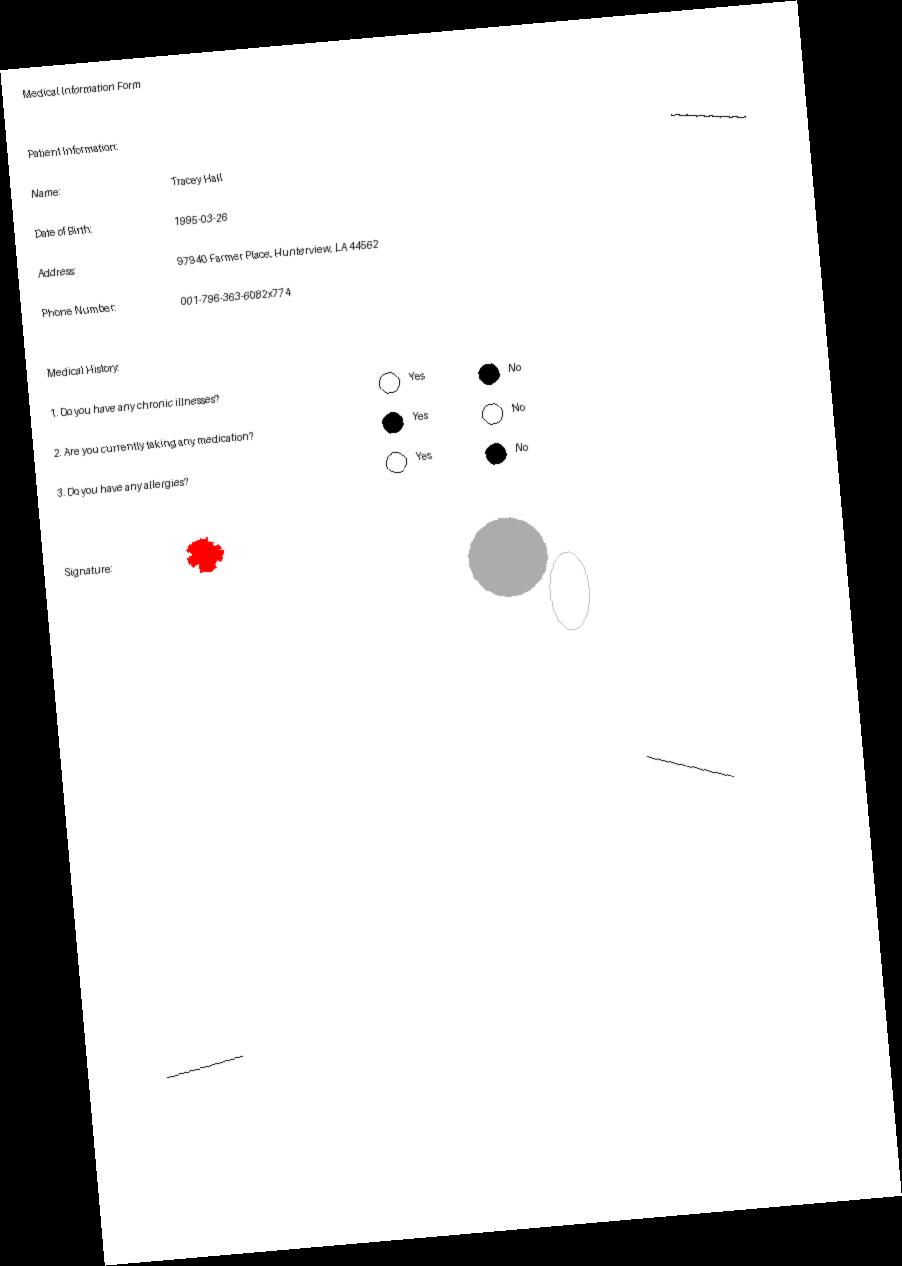 Medical Information Form
Patient Information:
Name: Tracey Hall
Date of Birth: 1995-03-26
Address: 97940 Farmer Place, Hunterview, LA 44562
Phone Number: 001-796-363-6082x774
Medical History:
1. Do you have any chronic illnesses? Yes No
2. Are you currently taking any medication? Yes No
3. Do you have any allergies? Yes No
Signature: